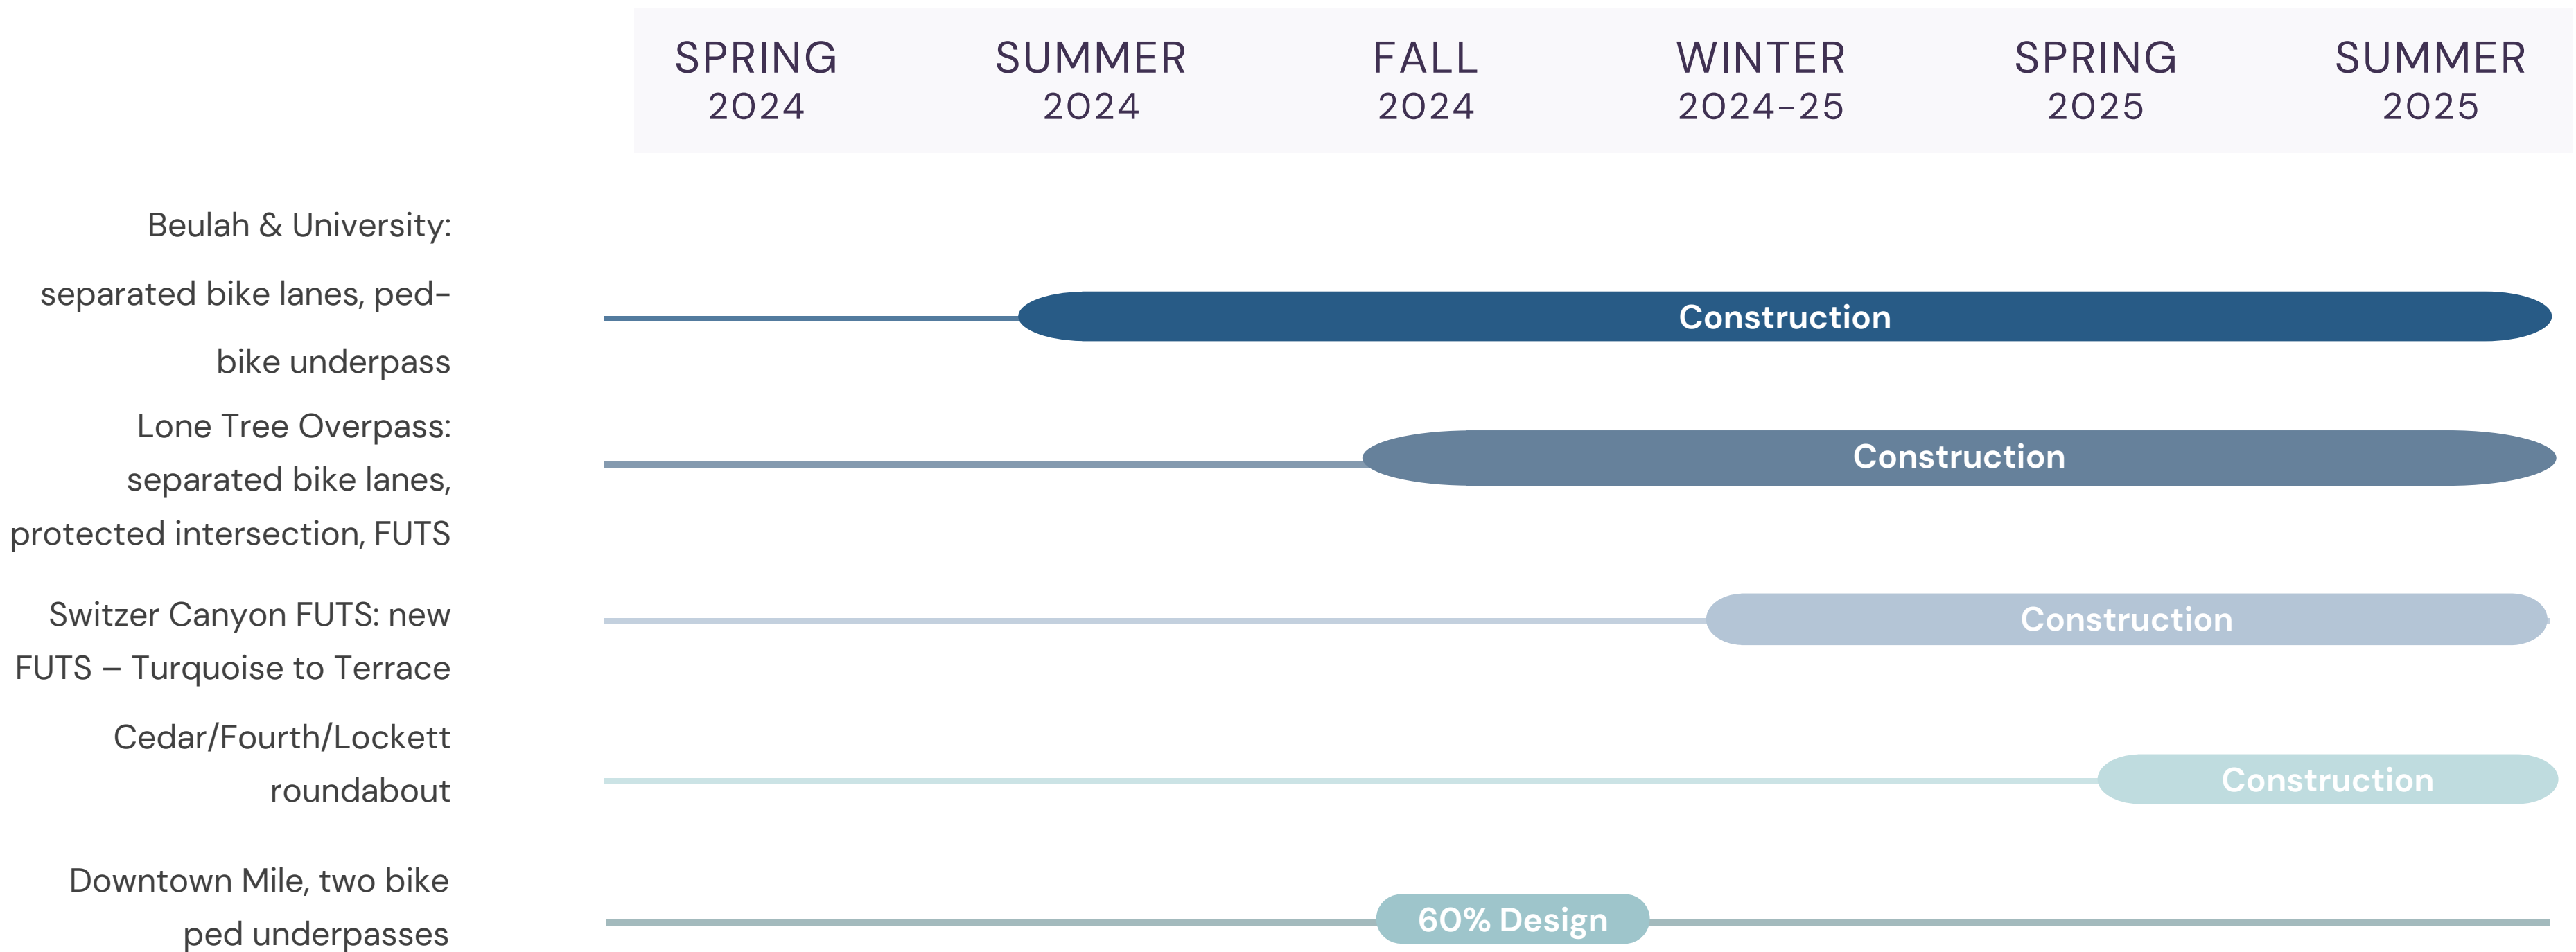 SPRING SUMMER FALL WINTER SPRING SUMMER
2024 2024 2024 2024-25 2025 2025
Beulah & University:
separated bike lanes, ped-
bike underpass
Construction
Lone Tree Overpass:
separated bike lanes,
protected intersection, FUTS
Construction
Switzer Canyon FUTS: new
FUTS – Turquoise to Terrace
Construction
Cedar/Fourth/Lockett
roundabout
Construction
Downtown Mile, two bike
ped underpasses
60% Design